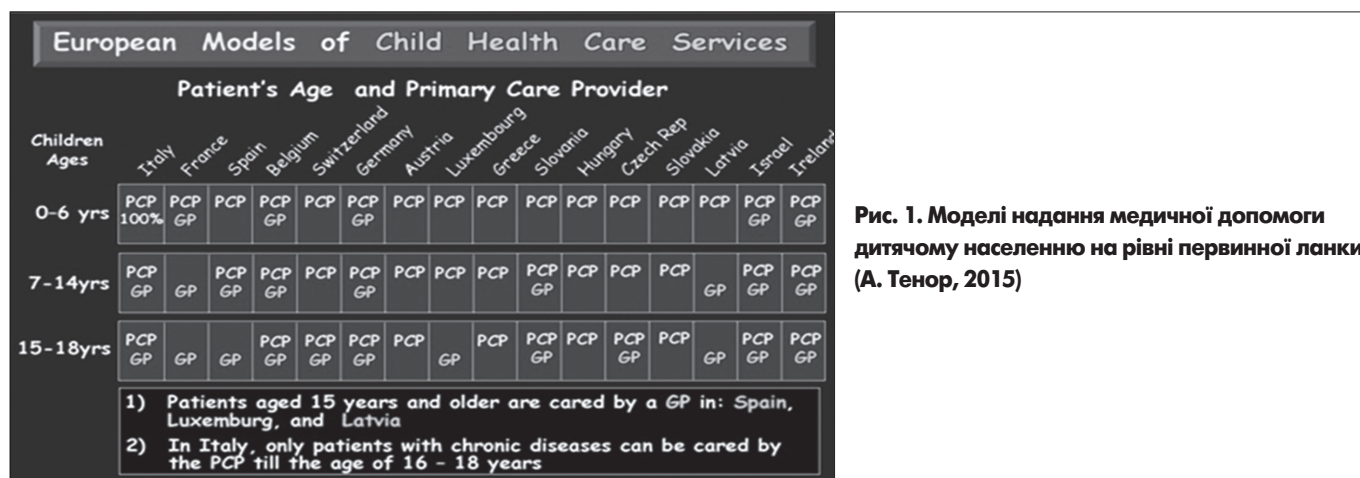 European Models of Child Health Care Services
Patient's Age and Primary Care Provider
Children
Ages
Italy France Spain Belgium Switzerland Germany Austria Luxembourg Greece Slovania Hungary Czech Rep Slovakia Latvia Israel Ireland
0-6 yrs
PCP PCP PCP PCP PCP PCP PCP PCP PCP PCP PCP PCP PCP PCP PCP PCP
100% GP GP GP GP GP
7-14yrs
PCP PCP PCP PCP PCP PCP PCP PCP PCP PCP PCP PCP PCP PCP
GP GP GP GP GP GP GP GP GP
15-18yrs
PCP PCP PCP PCP PCP PCP PCP PCP PCP PCP PCP PCP
GP GP GP GP GP GP GP GP GP GP GP GP
1) Patients aged 15 years and older are cared by a GP in: Spain,
Luxemburg, and Latvia
2) In Italy, only patients with chronic diseases can be cared by
the PCP till the age of 16 - 18 years
Рис. 1. Моделі надання медичної допомоги
дитячому населенню на рівні первинної ланки
(А. Тенор, 2015)